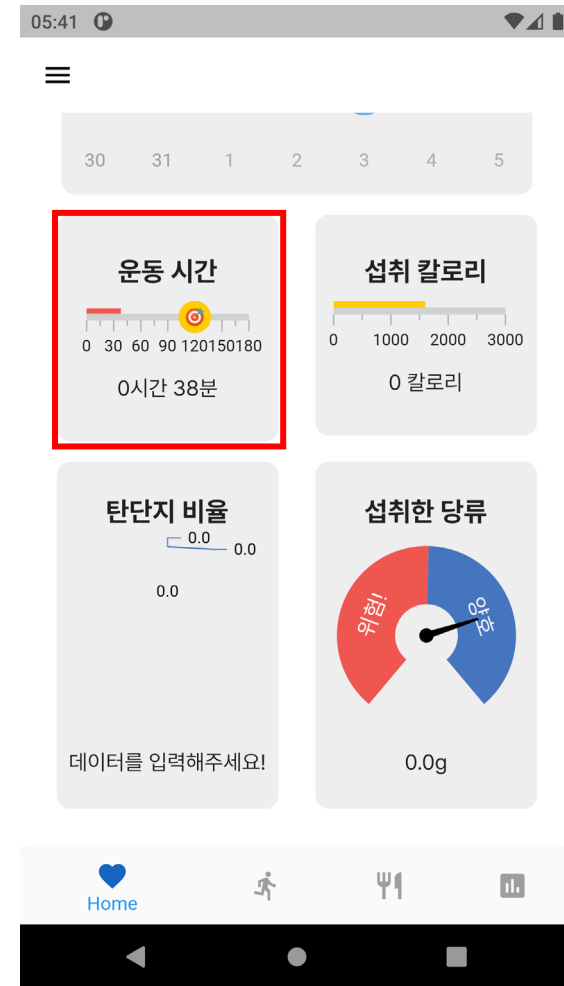 05:41
30 31 1 2 3 4 5
운동 시간
0 30 60 90 120150180
0시간 38분
섭취 칼로리
0 1000 2000 3000
0 칼로리
탄단지 비율
0.0
0.0
0.0
데이터를 입력해주세요!
섭취한 당류
위험!
양호
0.0g
Home